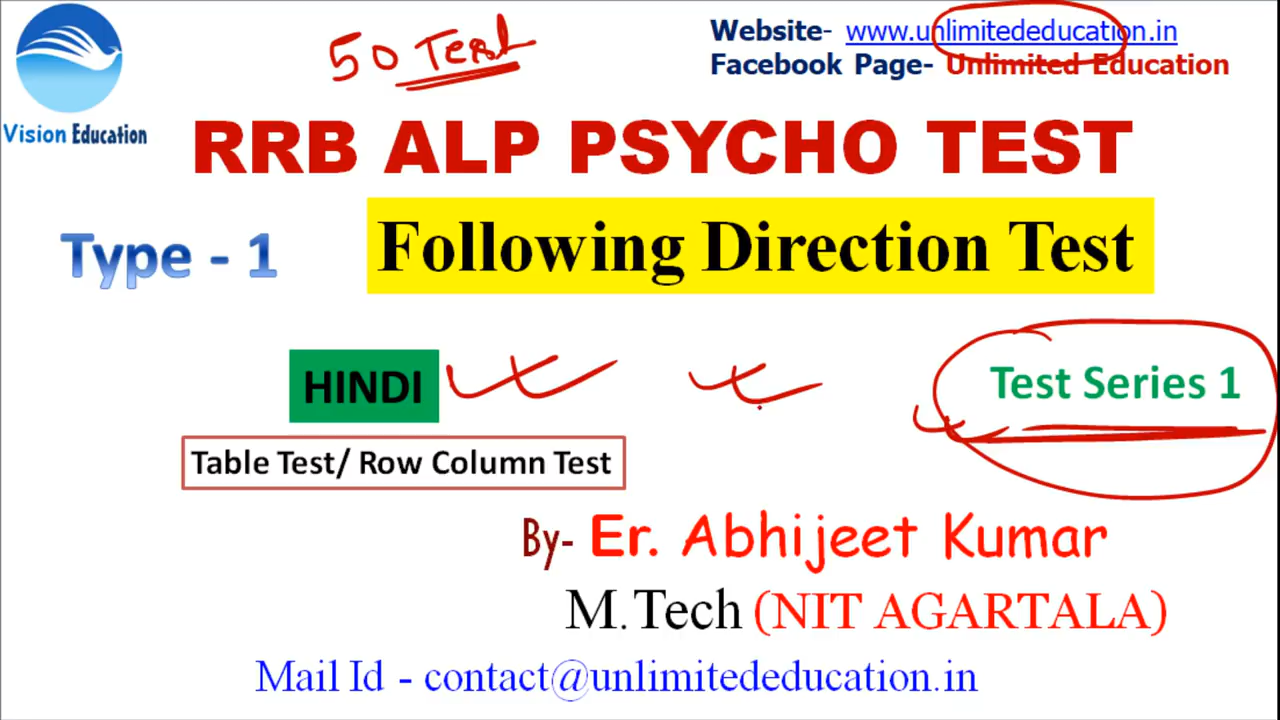 Website- www.unlimitededucation.in
Facebook Page- Unlimited Education
50 Test
Vision Education
RRB ALP PSYCHO TEST
Type - 1
Following Direction Test
HINDI
Test Series 1
Table Test/ Row Column Test
By- Er. Abhijeet Kumar
M.Tech (NIT AGARTALA)
Mail Id - contact@unlimitededucation.in